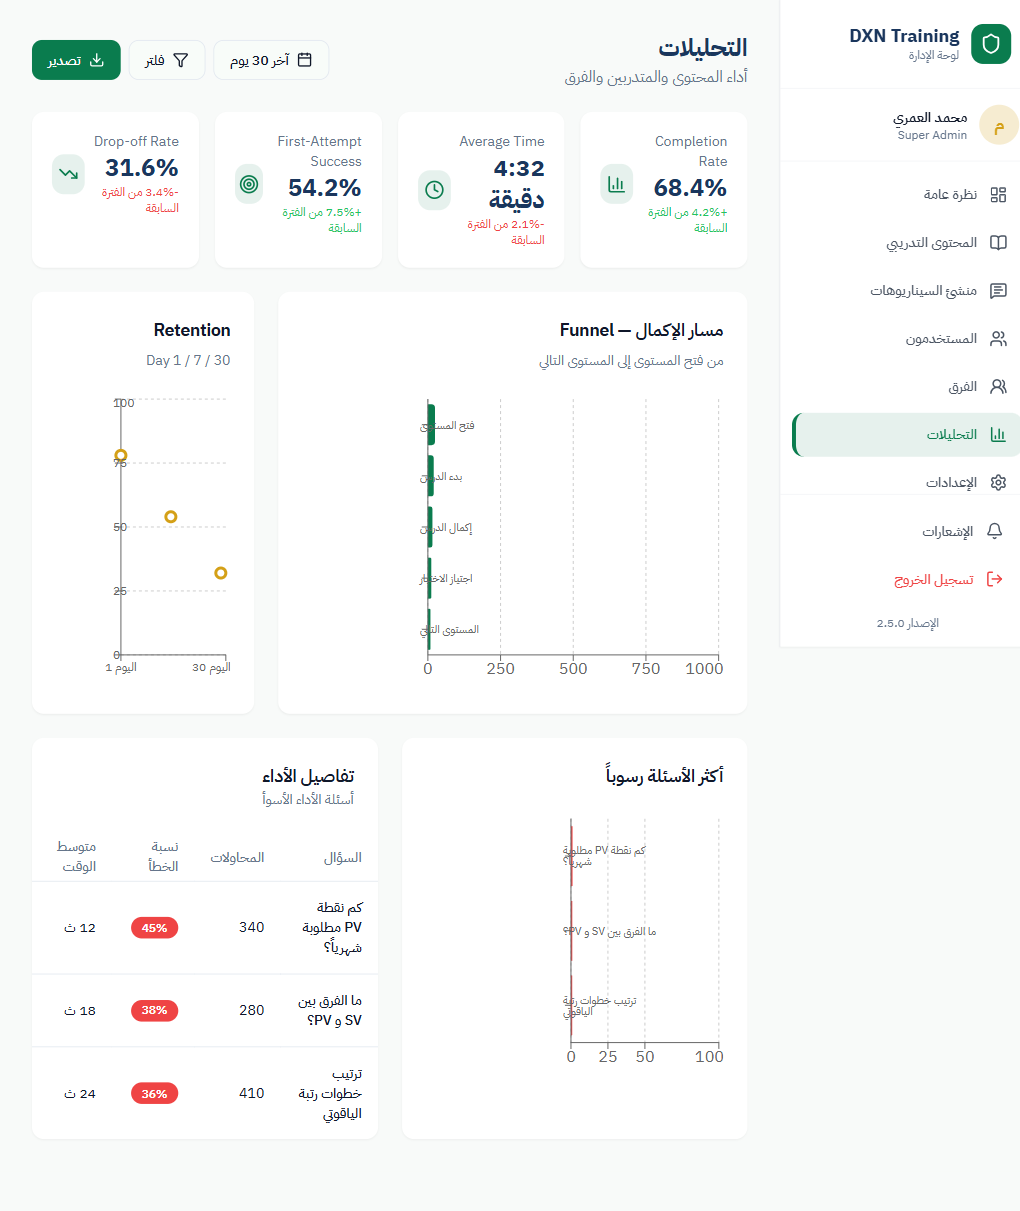 DXN Training
لوحة الإدارة
م
محمد العمري
Super Admin
نظرة عامة
المحتوى التدريبي
منشئ السيناريوهات
المستخدمون
الفرق
التحليلات
الإعدادات
الإشعارات
تسجيل الخروج
الإصدار 2.5.0
التحليلات
أداء المحتوى والمتدربين والفرق
آخر 30 يوم
فلتر
تصدير
Completion
Rate
68.4%
+4.2% من الفترة
السابقة
Average Time
4:32
دقيقة
-2.1% من الفترة
السابقة
First-Attempt
Success
54.2%
+7.5% من الفترة
السابقة
Drop-off Rate
31.6%
-3.4% من الفترة
السابقة
مسار الإكمال — Funnel
من فتح المستوى إلى المستوى التالي
فتح المستوى
بدء الدرس
إكمال الدرس
اجتياز الاختبار
المستوى التالي
0 250 500 750 1000
Retention
Day 1 / 7 / 30
100
75
50
25
0
اليوم 1
اليوم 30
أكثر الأسئلة رسوباً
كم نقطة PV مطلوبة
شهرياً؟
ما الفرق بين SV و PV؟
ترتيب خطوات رتبة
الياقوتي
0 25 50 100
تفاصيل الأداء
أسئلة الأداء الأسوأ
السؤال
المحاولات
نسبة
الخطأ
متوسط
الوقت
كم نقطة
PV مطلوبة
شهرياً؟
340
45%
12 ث
ما الفرق بين
SV و PV؟
280
38%
18 ث
ترتيب
خطوات رتبة
الياقوتي
410
36%
24 ث